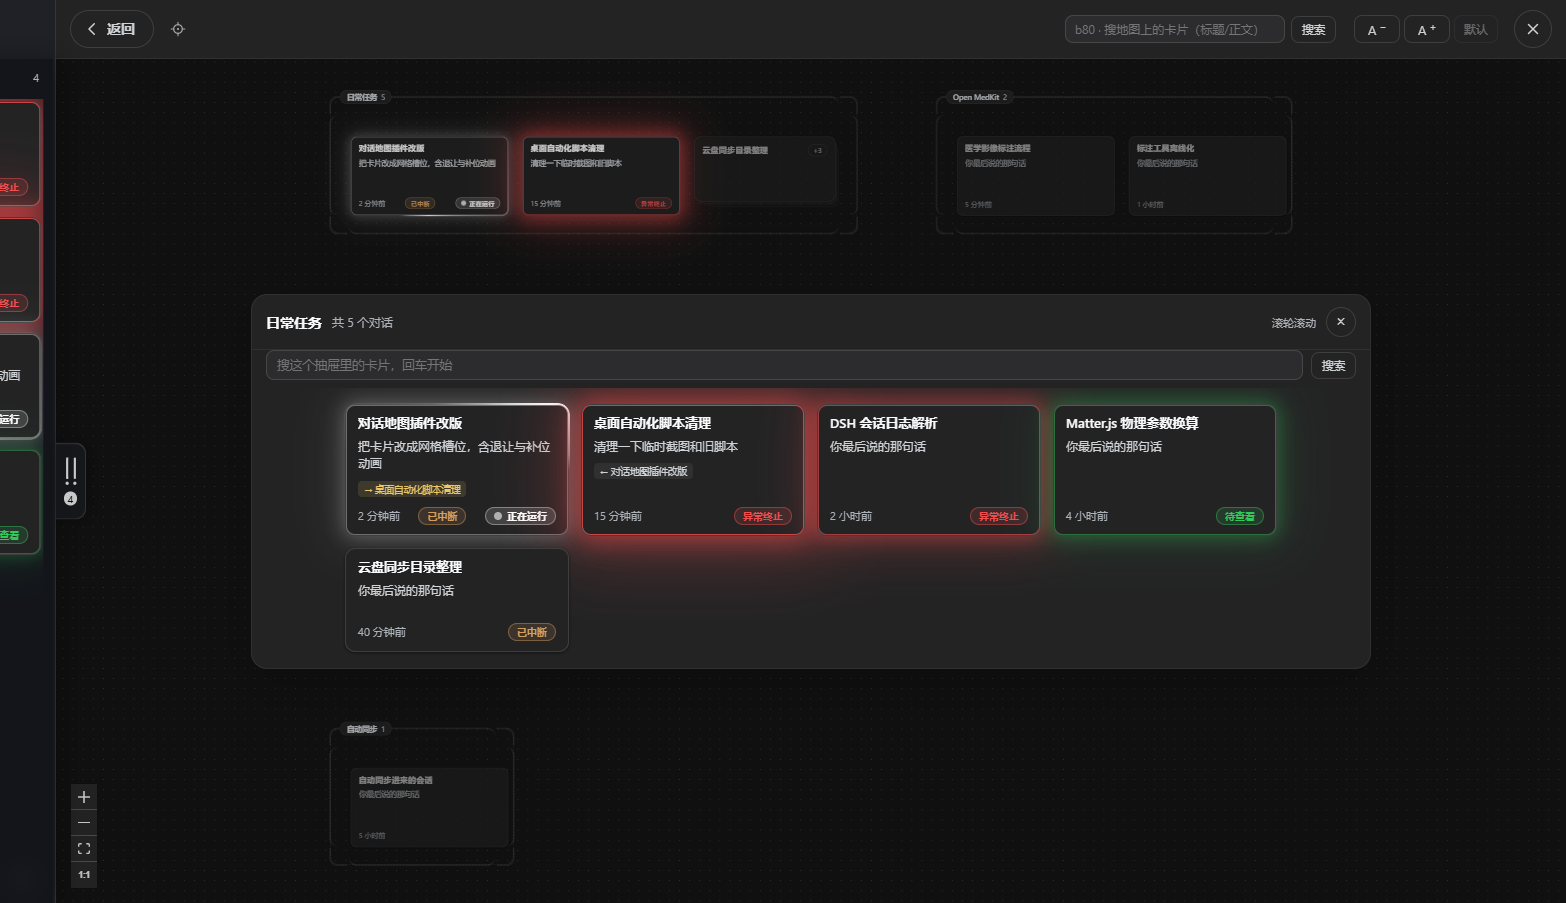 返回
b80 · 搜地图上的卡片（标题/正文）
搜索
A⁻
A⁺
默认
4
终止
终止
动画
运行
待查看
4
日常任务 5
对话地图插件改版
把卡片改成网格槽位，含退让与补位动画
2 分钟前
已中断
正在运行
桌面自动化脚本清理
清理一下临时截图和旧脚本
15 分钟前
异常终止
云盘同步目录整理
+3
Open MedKit 2
医学影像标注流程
你最后说的那句话
5 分钟前
标注工具离线化
你最后说的那句话
1 小时前
日常任务 共 5 个对话
滚轮滚动
搜这个抽屉里的卡片，回车开始
搜索
对话地图插件改版
把卡片改成网格槽位，含退让与补位
动画
→ 桌面自动化脚本清理
2 分钟前
已中断
正在运行
桌面自动化脚本清理
清理一下临时截图和旧脚本
← 对话地图插件改版
15 分钟前
异常终止
DSH 会话日志解析
你最后说的那句话
2 小时前
异常终止
Matter.js 物理参数换算
你最后说的那句话
4 小时前
待查看
云盘同步目录整理
你最后说的那句话
40 分钟前
已中断
自动同步 1
自动同步进来的会话
你最后说的那句话
5 小时前
1:1